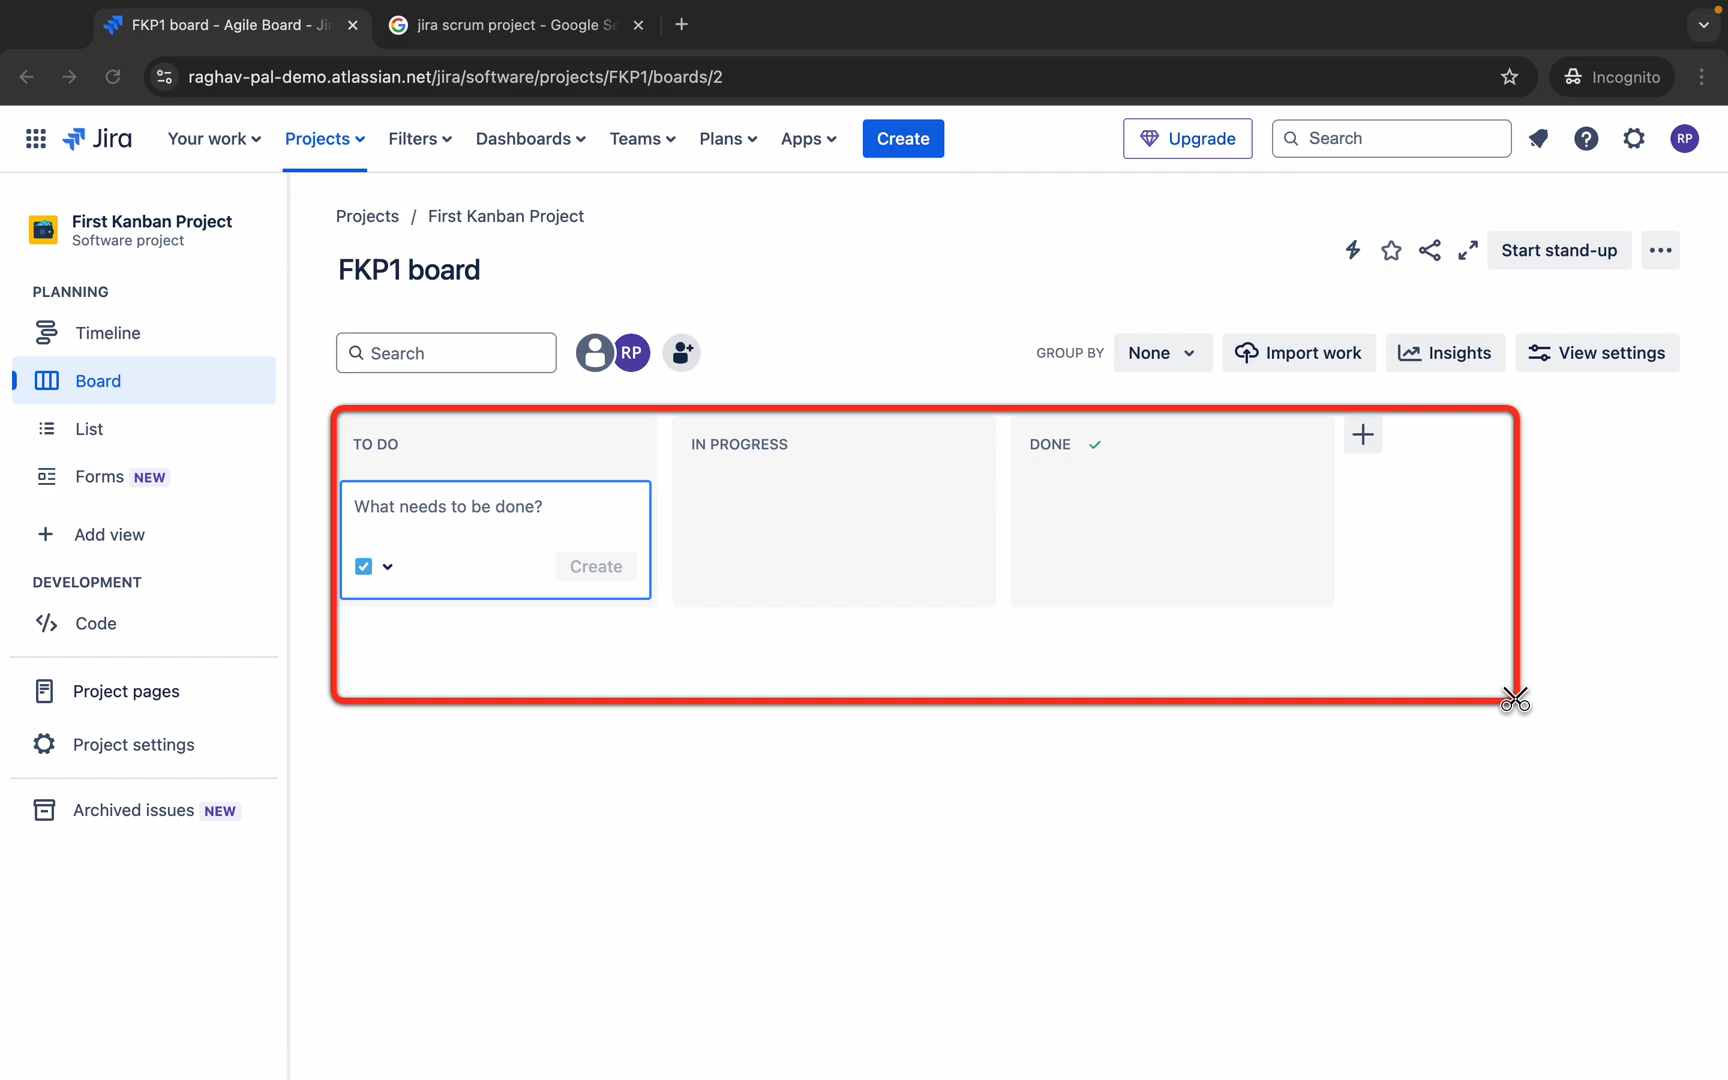 FKP1 board - Agile Board - Ji
jira scrum project - Google Se
raghav-pal-demo.atlassian.net/jira/software/projects/FKP1/boards/2
Incognito
Jira
Your work
Projects
Filters
Dashboards
Teams
Plans
Apps
Create
Upgrade
Search
RP
First Kanban Project
Software project
PLANNING
Timeline
Board
List
Forms NEW
Add view
DEVELOPMENT
Code
Project pages
Project settings
Archived issues NEW
Projects / First Kanban Project
FKP1 board
Start stand-up
Search
RP
GROUP BY
None
Import work
Insights
View settings
TO DO
What needs to be done?
Create
IN PROGRESS
DONE